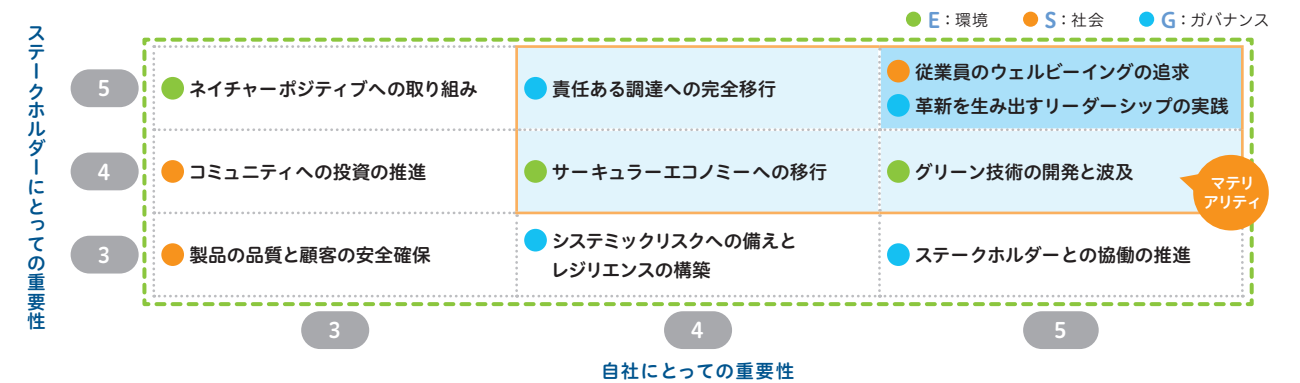 E：環境 S：社会 G：ガバナンス
ステークホルダーにとっての重要性
5
ネイチャーポジティブへの取り組み
責任ある調達への完全移行
従業員のウェルビーイングの追求
革新を生み出すリーダーシップの実践
4
コミュニティへの投資の推進
サーキュラーエコノミーへの移行
グリーン技術の開発と波及
マテリ
アリティ
3
製品の品質と顧客の安全確保
システミックリスクへの備えと
レジリエンスの構築
ステークホルダーとの協働の推進
3 4 5
自社にとっての重要性